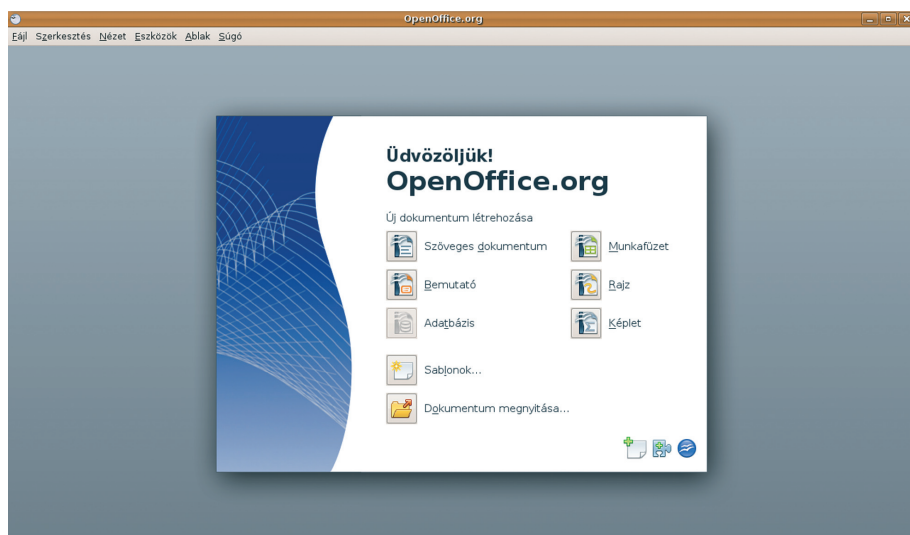 OpenOffice.org
Fájl Szerkesztés Nézet Eszközök Ablak Súgó
Üdvözöljük!
OpenOffice.org
Új dokumentum létrehozása
Szöveges dokumentum Munkafüzet
Bemutató Rajz
Adatbázis Képlet
Sablonok...
Dokumentum megnyitása...